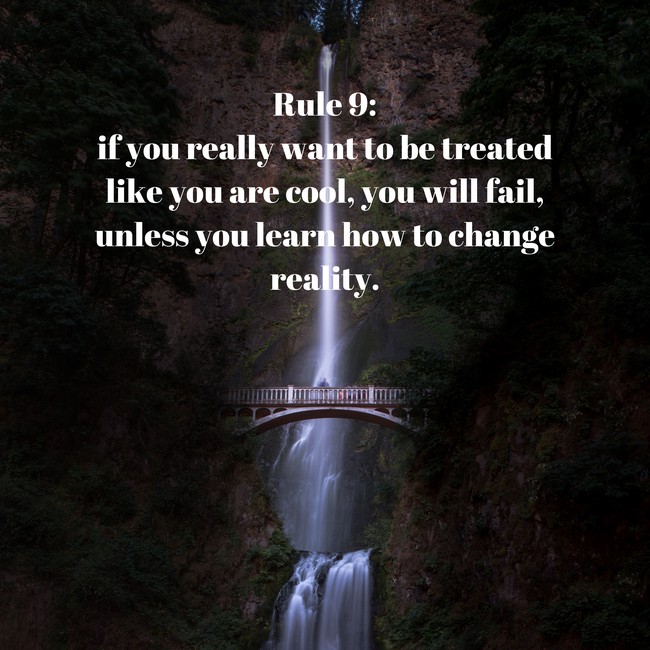 Rule 9:
if you really want to be treated
like you are cool, you will fail,
unless you learn how to change
reality.